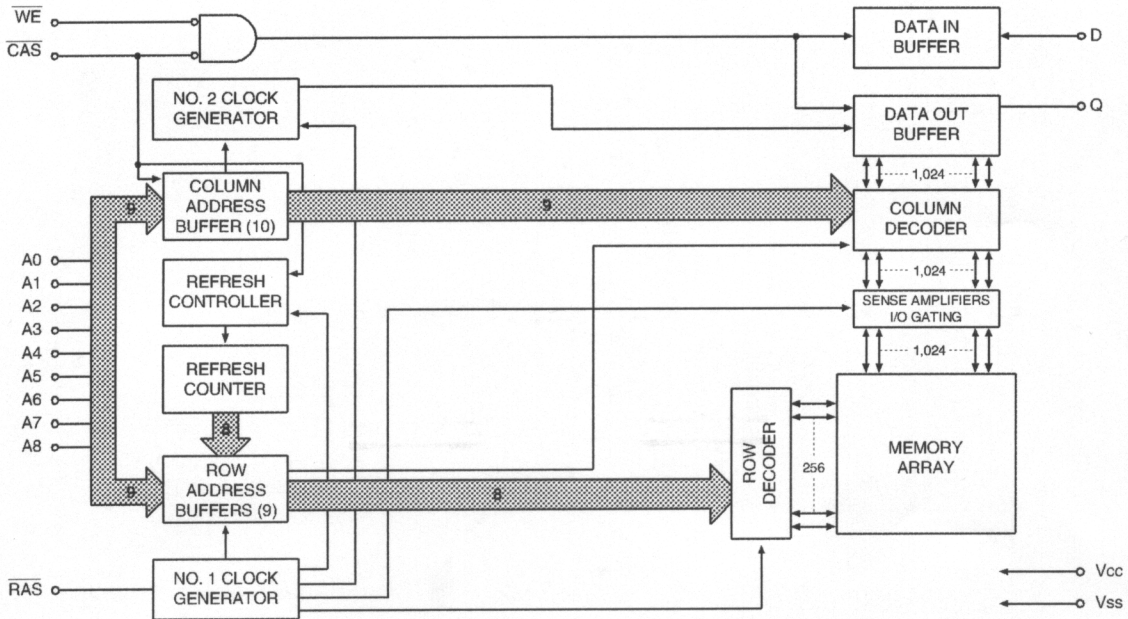 WE
CAS
DATA IN
BUFFER
D
NO. 2 CLOCK
GENERATOR
DATA OUT
BUFFER
Q
1,024
9
COLUMN
ADDRESS
BUFFER (10)
9
COLUMN
DECODER
A0
A1
A2
A3
A4
A5
A6
A7
A8
REFRESH
CONTROLLER
1,024
SENSE AMPLIFIERS
I/O GATING
1,024
REFRESH
COUNTER
8
9
ROW
ADDRESS
BUFFERS (9)
8
ROW
DECODER
256
MEMORY
ARRAY
RAS
NO. 1 CLOCK
GENERATOR
Vcc
Vss